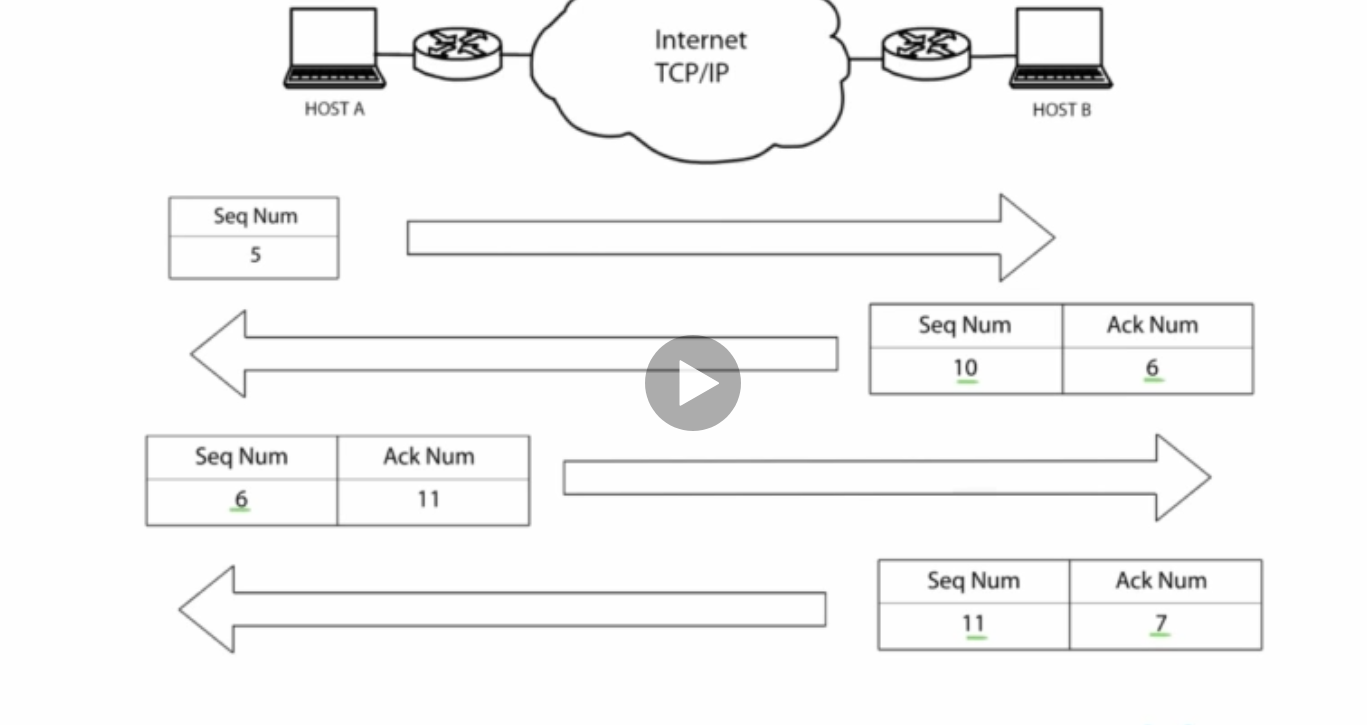 Internet
TCP/IP
HOST A
HOST B
Seq Num
5
Seq Num Ack Num
10 6
Seq Num Ack Num
6 11
Seq Num Ack Num
11 7